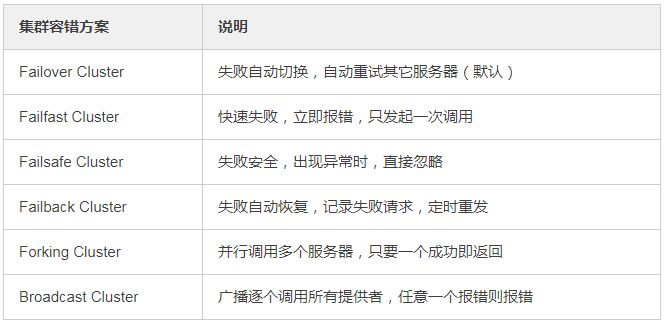 集群容错方案 说明
Failover Cluster 失败自动切换，自动重试其它服务器（默认）
Failfast Cluster 快速失败，立即报错，只发起一次调用
Failsafe Cluster 失败安全，出现异常时，直接忽略
Failback Cluster 失败自动恢复，记录失败请求，定时重发
Forking Cluster 并行调用多个服务器，只要一个成功即返回
Broadcast Cluster 广播逐个调用所有提供者，任意一个报错则报错